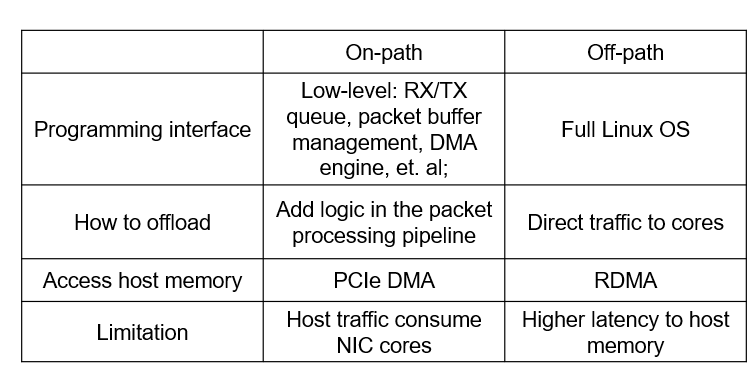 On-path
Off-path
Programming interface
Low-level: RX/TX
queue, packet buffer
management, DMA
engine, et. al;
Full Linux OS
How to offload
Add logic in the packet
processing pipeline
Direct traffic to cores
Access host memory
PCIe DMA
RDMA
Limitation
Host traffic consume
NIC cores
Higher latency to host
memory